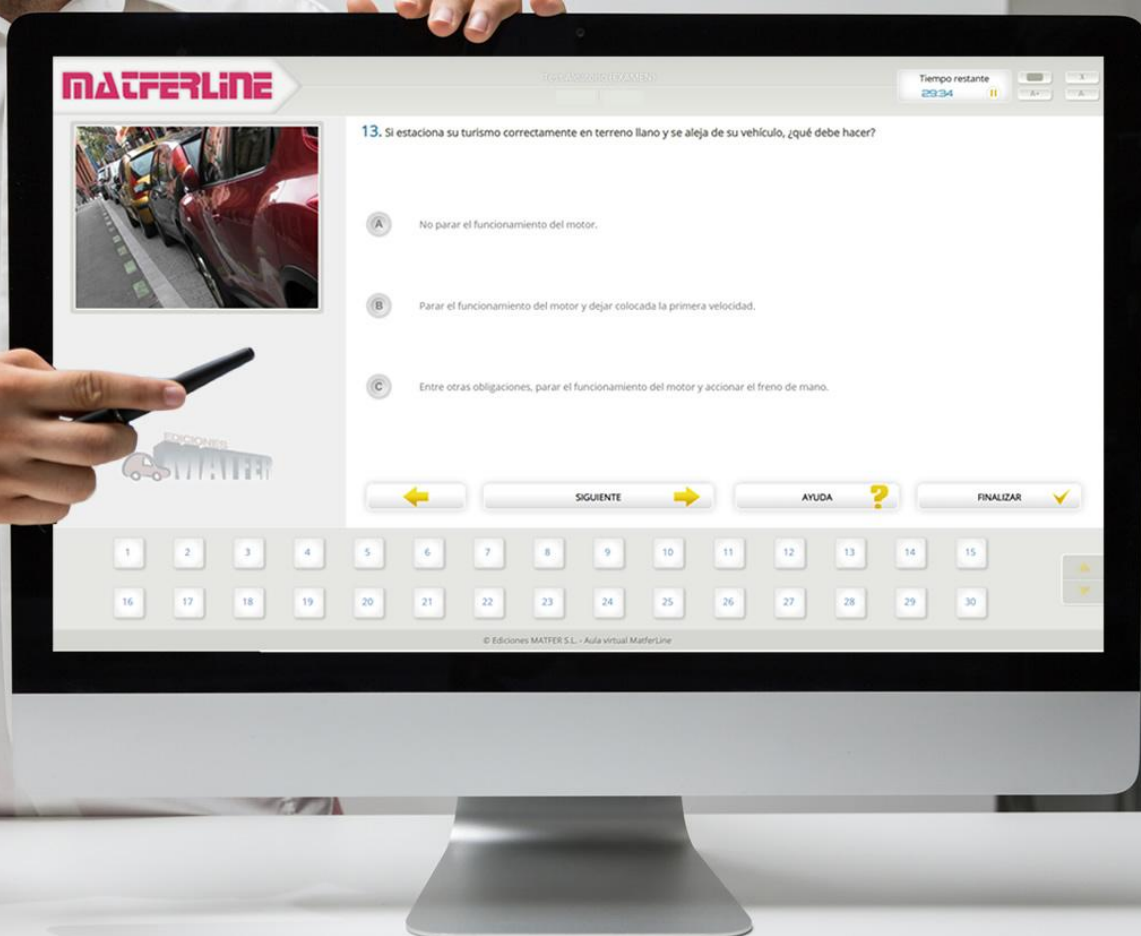 MATFERLINE
Test Aleatorio (EXAMEN)
Tiempo restante
29:34
A+
A-
13. Si estaciona su turismo correctamente en terreno llano y se aleja de su vehículo, ¿qué debe hacer?
A No parar el funcionamiento del motor.
B Parar el funcionamiento del motor y dejar colocada la primera velocidad.
C Entre otras obligaciones, parar el funcionamiento del motor y accionar el freno de mano.
EDICIONES
MATFER
SIGUIENTE
AYUDA ?
FINALIZAR
1 2 3 4 5 6 7 8 9 10 11 12 13 14 15
16 17 18 19 20 21 22 23 24 25 26 27 28 29 30
© Ediciones MATFER S.L. - Aula virtual MatferLine